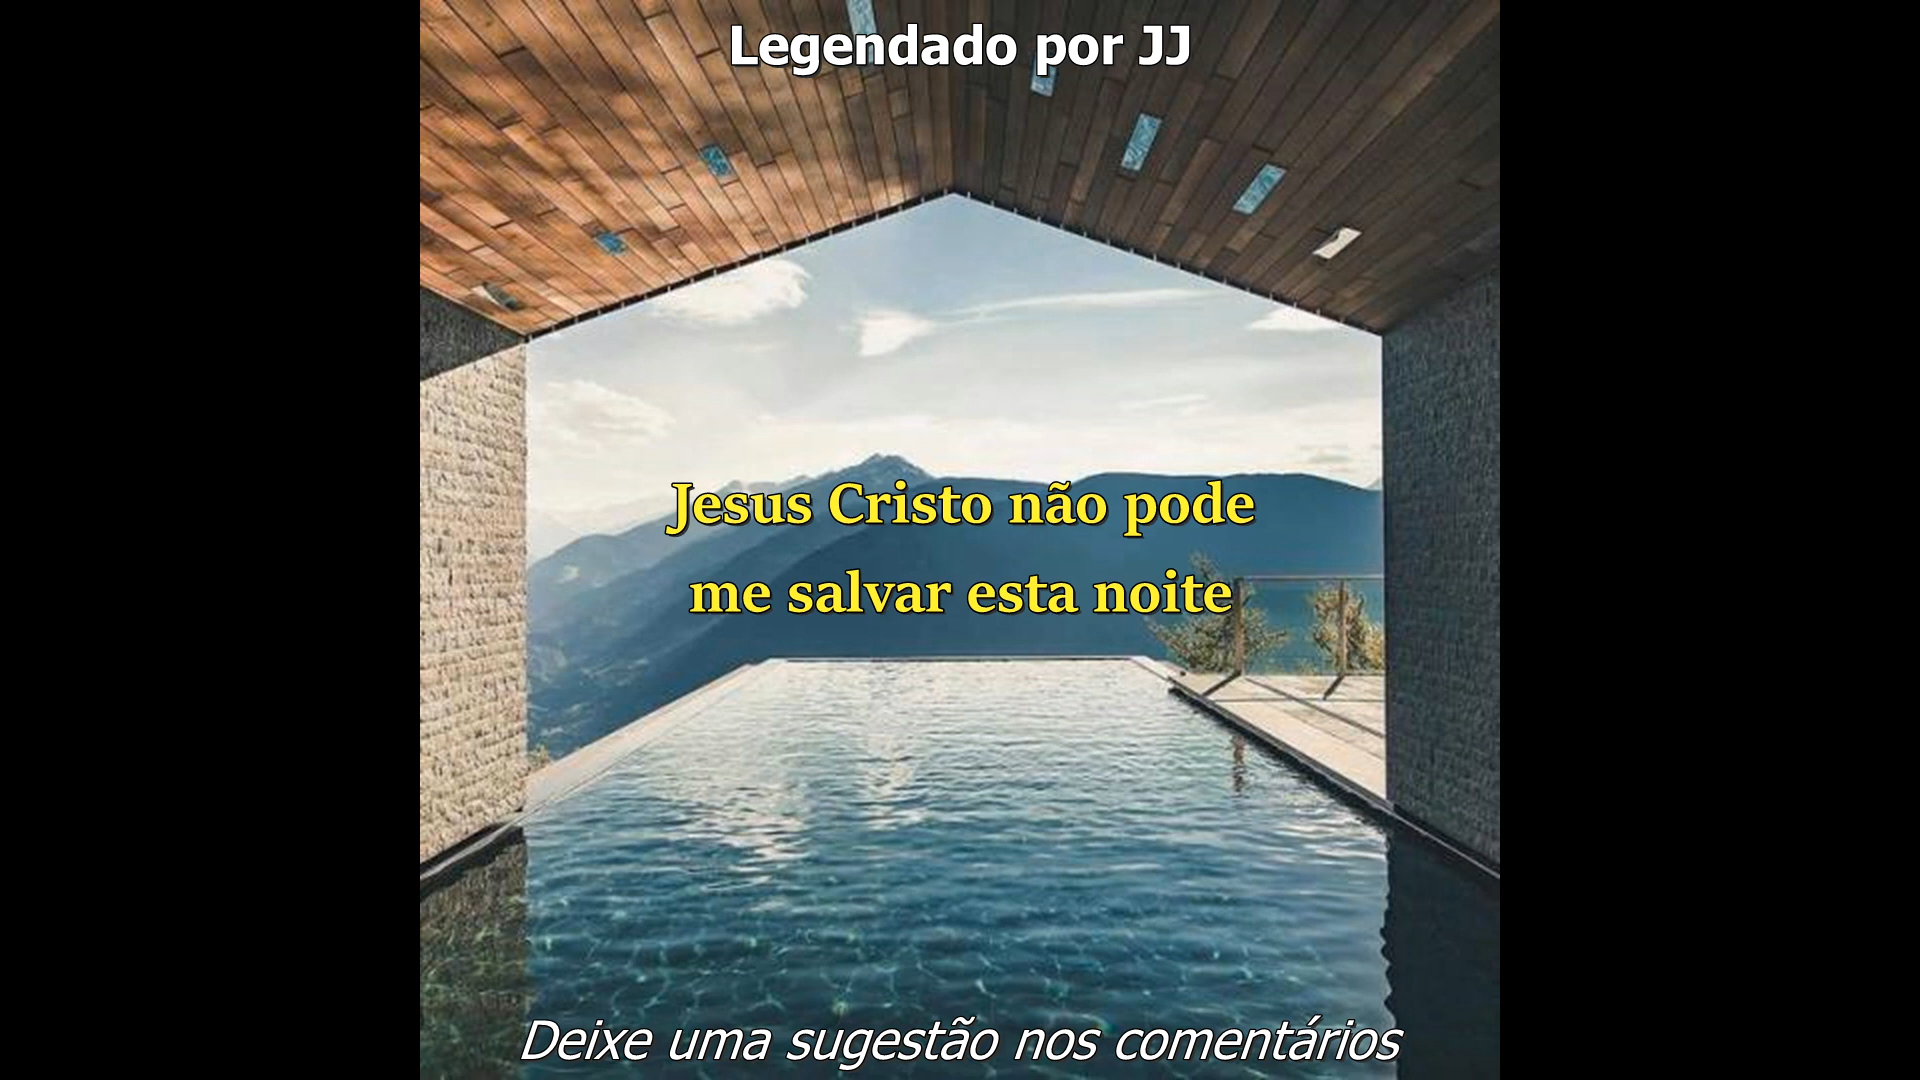 Legendado por JJ
Jesus Cristo não pode
me salvar esta noite
Deixe uma sugestão nos comentários